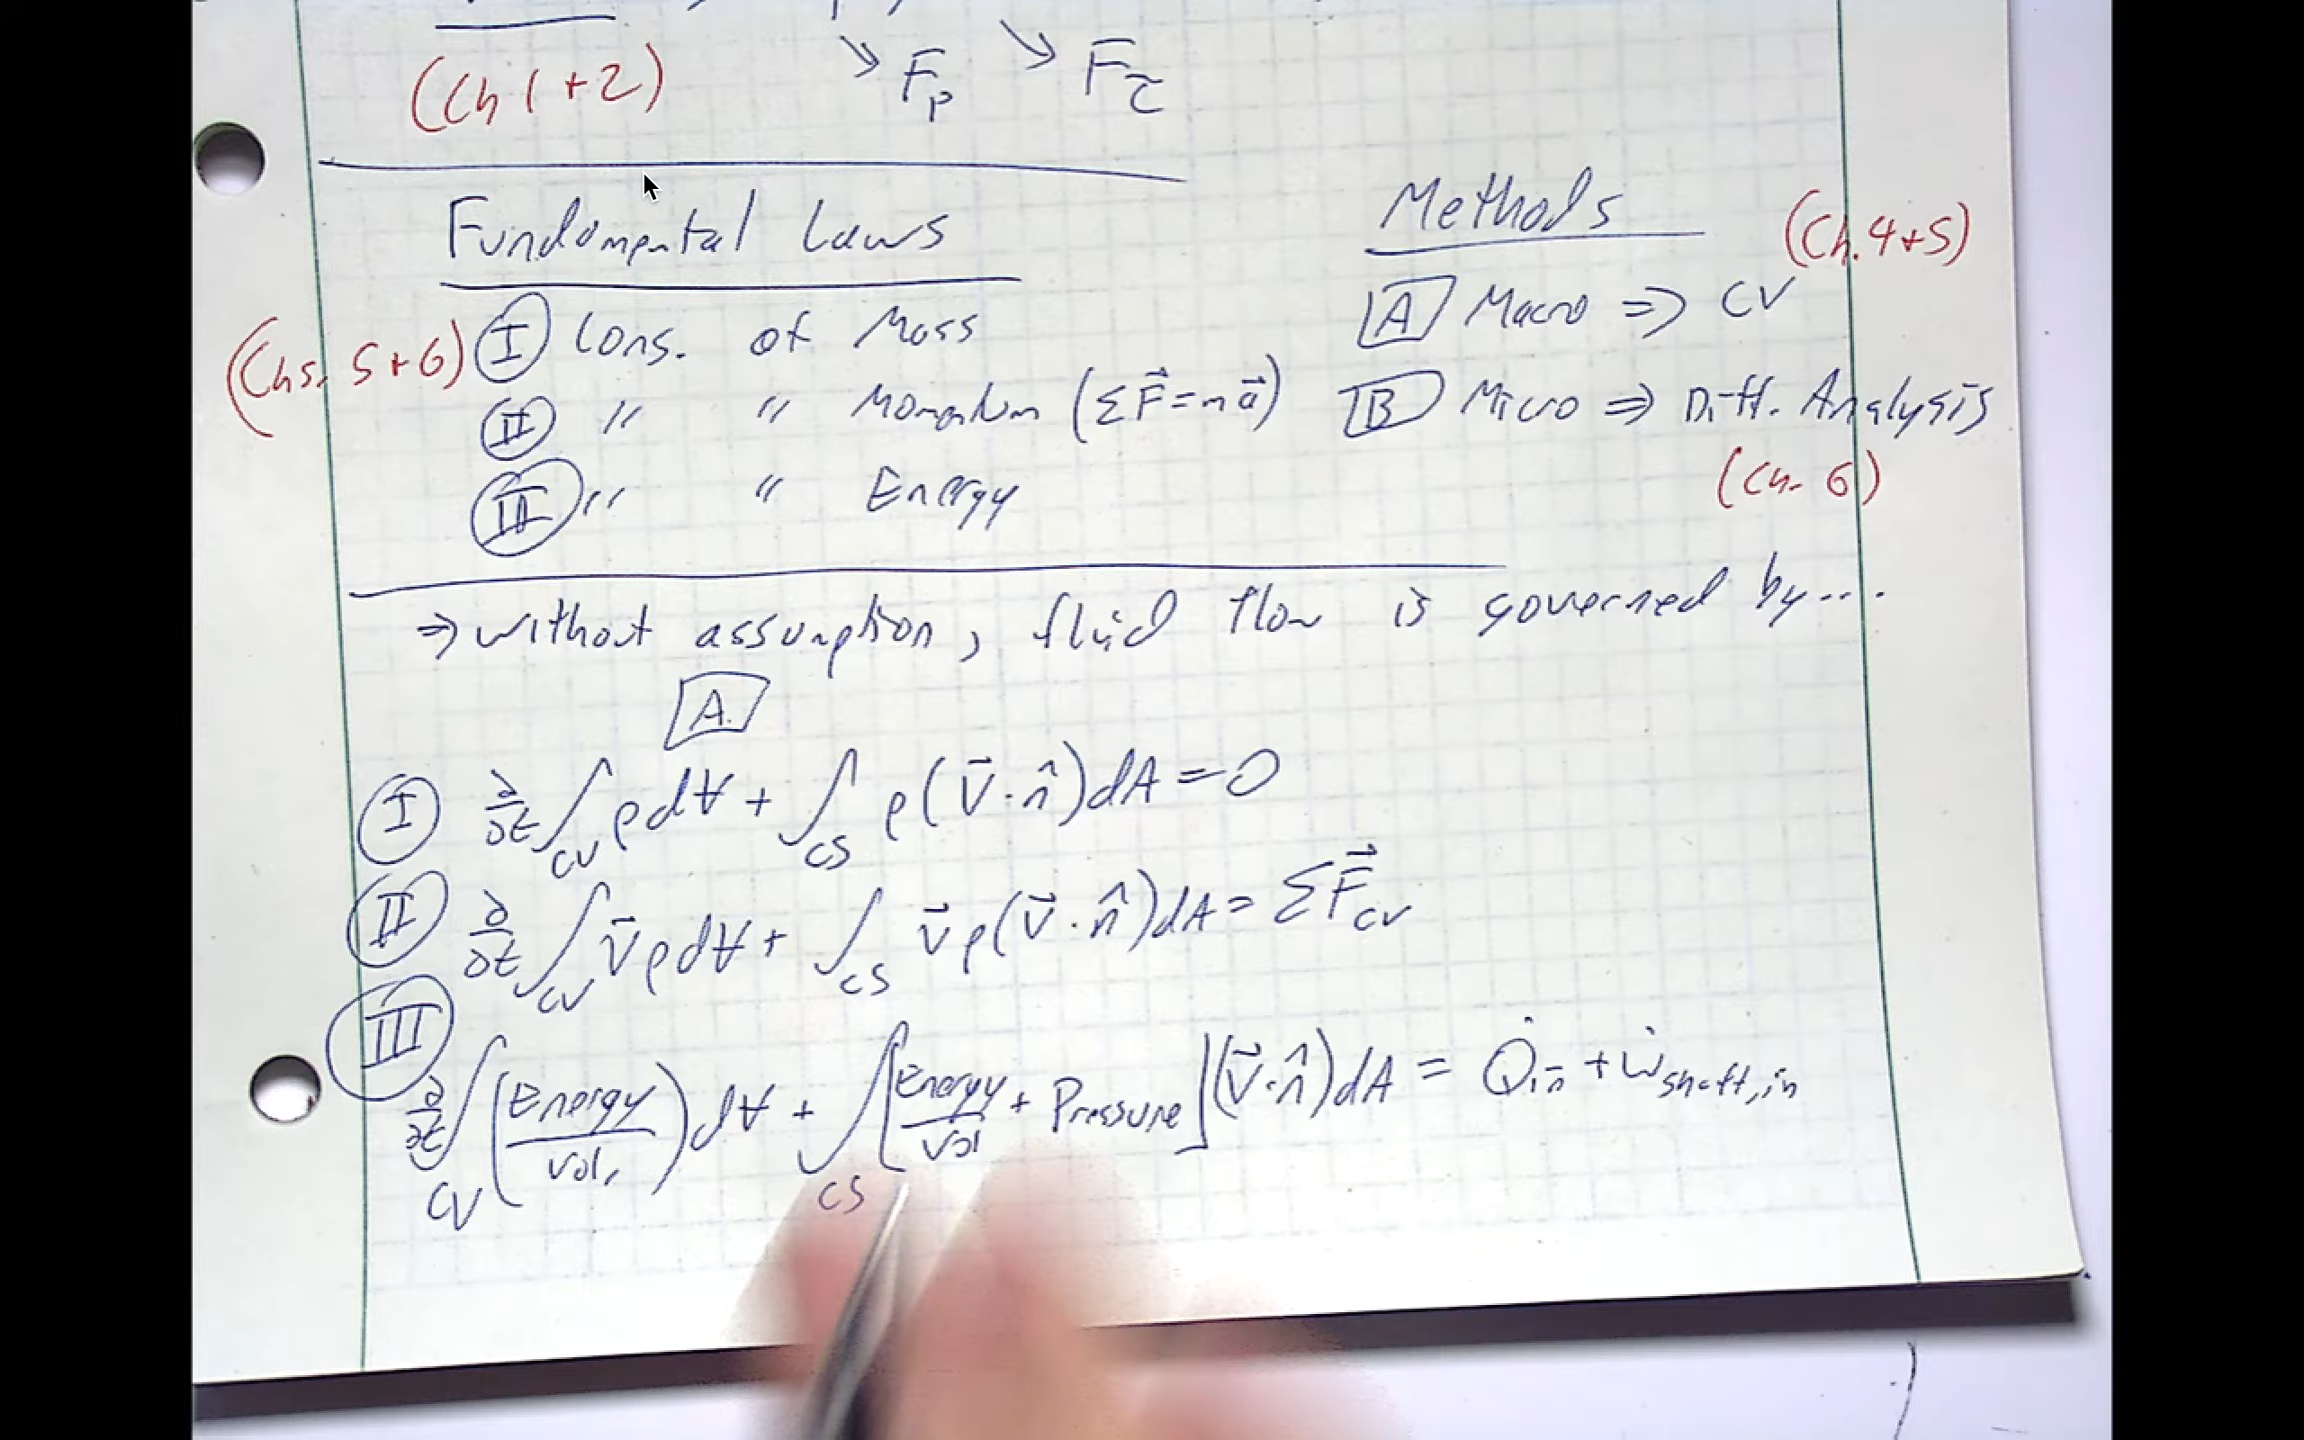 (Ch 1+2)
↘ F_p ↘ F_τ
Fundamental Laws
(Chs. 5+6)
Ⓘ Cons. of Mass
Ⅱ " " Momentum (ΣF⃗=ma⃗)
Ⅲ " " Energy
Methods
(Ch. 4+5)
[A] Macro ⇒ CV
[B] Micro ⇒ Diff. Analysis
(Ch. 6)
⇒ without assumption, fluid flow is governed by...
[A.]
Ⓘ ∂/∂t ∫_CV ρdV̶ + ∫_CS ρ(V⃗·n̂)dA = 0
Ⅱ ∂/∂t ∫_CV V⃗ρdV̶ + ∫_CS V⃗ρ(V⃗·n̂)dA = ΣF⃗_CV
Ⅲ
∂/∂t ∫_CV (Energy/Vol.)dV̶ + ∫_CS [Energy/Vol + Pressure](V⃗·n̂)dA = Q̇_in + Ẇ_shaft,in